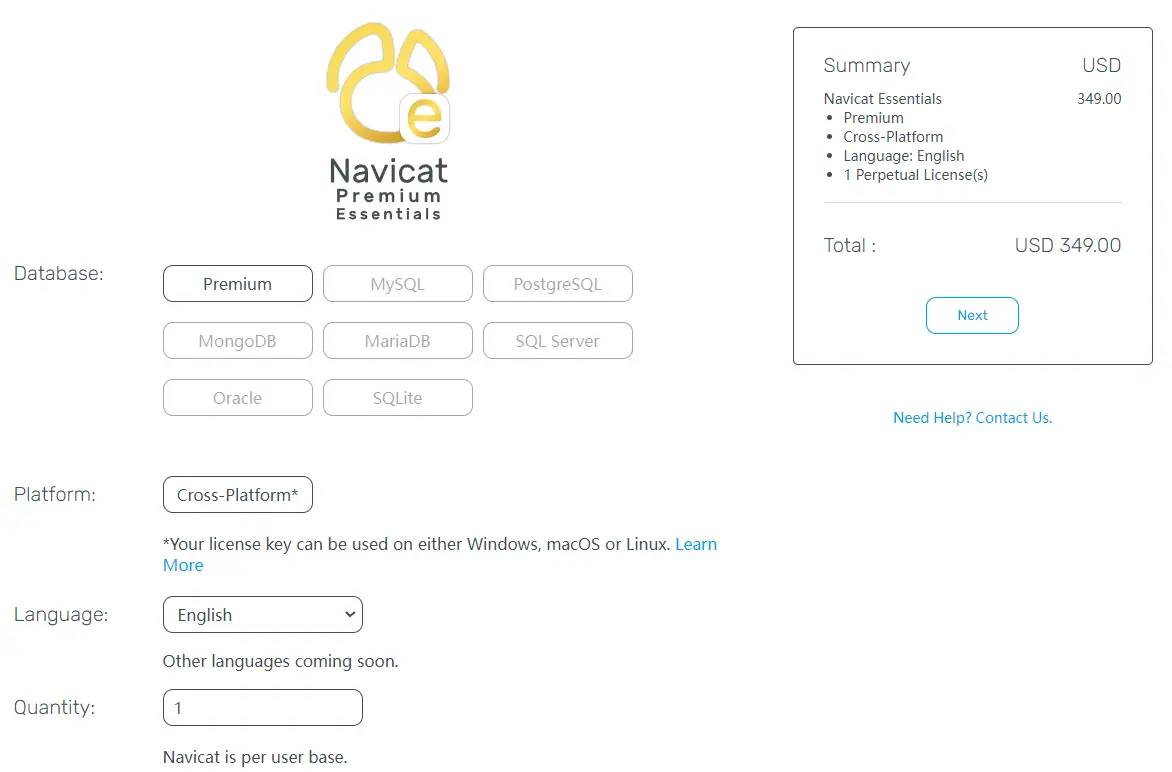 e
Navicat
Premium
Essentials
Database:
Premium
MySQL
PostgreSQL
MongoDB
MariaDB
SQL Server
Oracle
SQLite
Platform:
Cross-Platform*
*Your license key can be used on either Windows, macOS or Linux. Learn
More
Language:
English
Other languages coming soon.
Quantity:
1
Navicat is per user base.
Summary USD
Navicat Essentials 349.00
• Premium
• Cross-Platform
• Language: English
• 1 Perpetual License(s)
Total : USD 349.00
Next
Need Help? Contact Us.